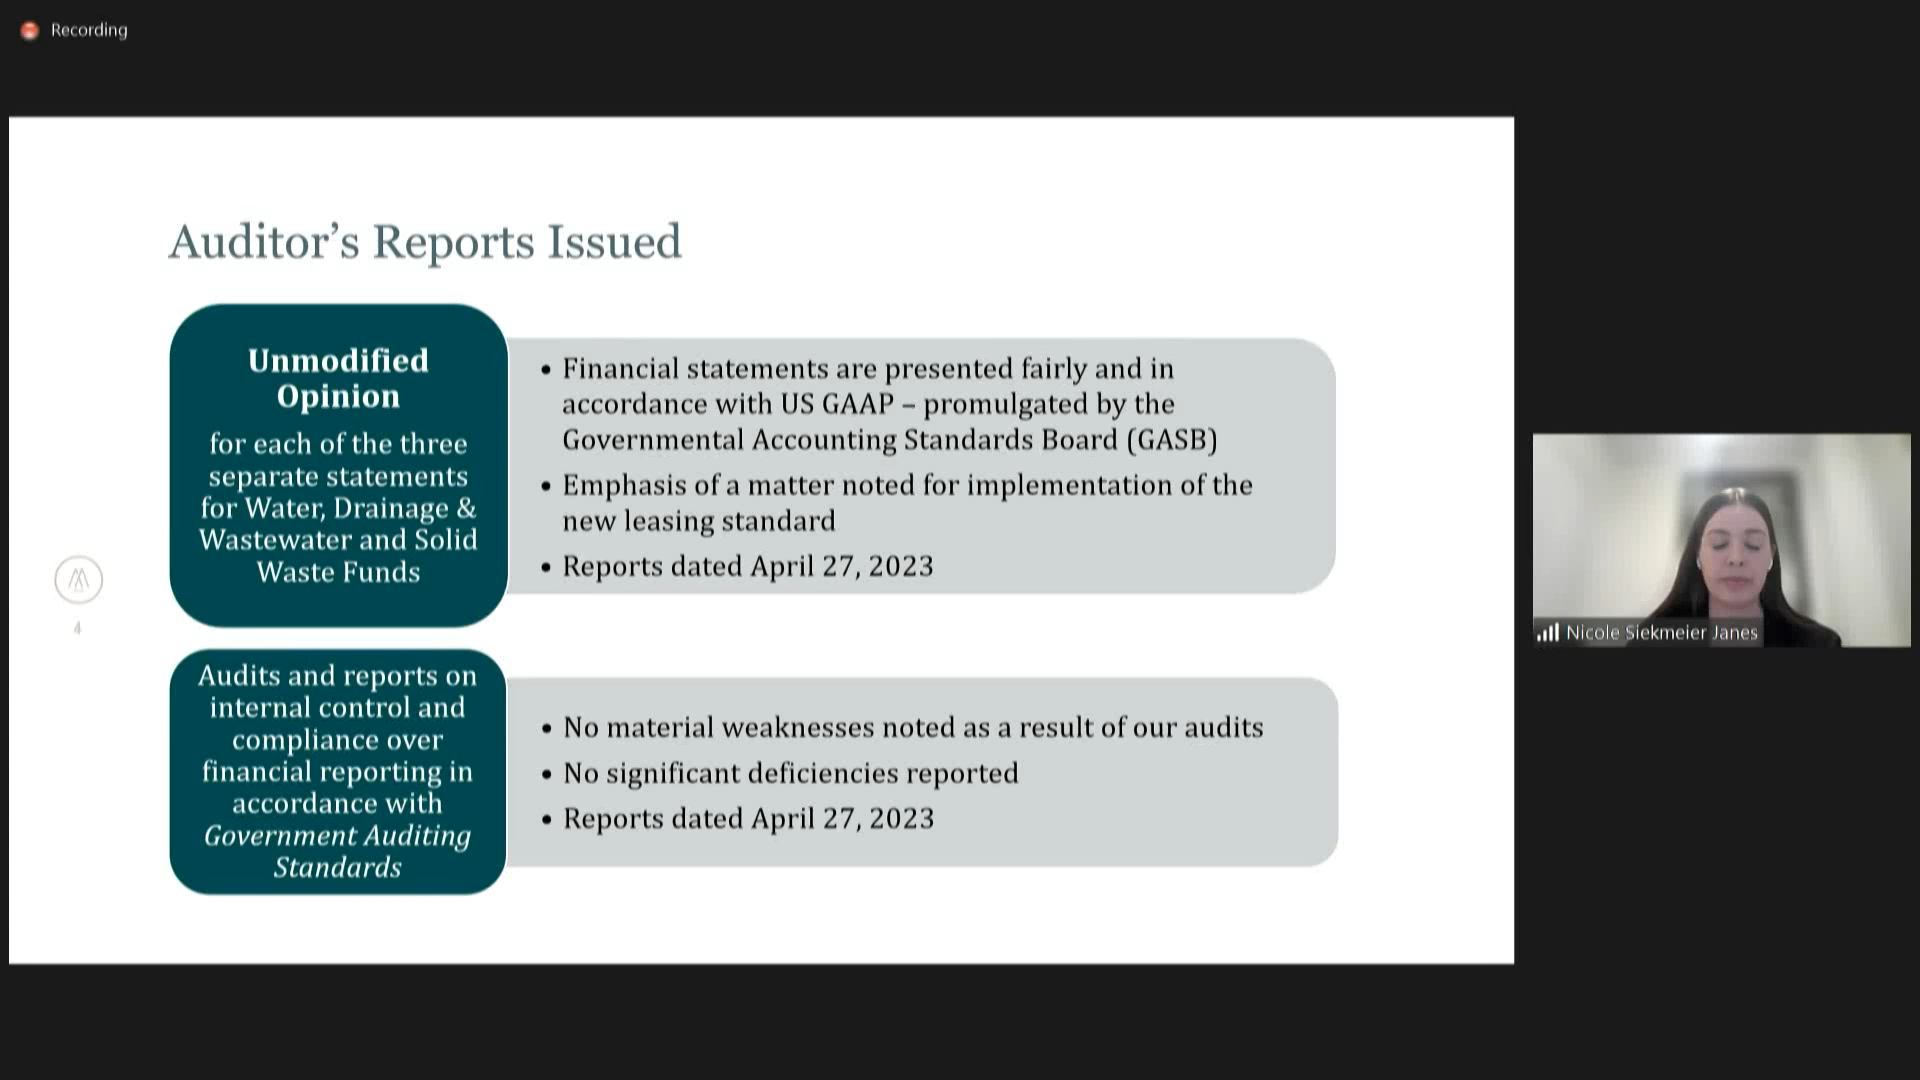 Recording
Auditor’s Reports Issued
Unmodified
Opinion
for each of the three
separate statements
for Water, Drainage &
Wastewater and Solid
Waste Funds
• Financial statements are presented fairly and in
accordance with US GAAP – promulgated by the
Governmental Accounting Standards Board (GASB)
• Emphasis of a matter noted for implementation of the
new leasing standard
• Reports dated April 27, 2023
4
Audits and reports on
internal control and
compliance over
financial reporting in
accordance with
Government Auditing
Standards
• No material weaknesses noted as a result of our audits
• No significant deficiencies reported
• Reports dated April 27, 2023
Nicole Siekmeier Janes